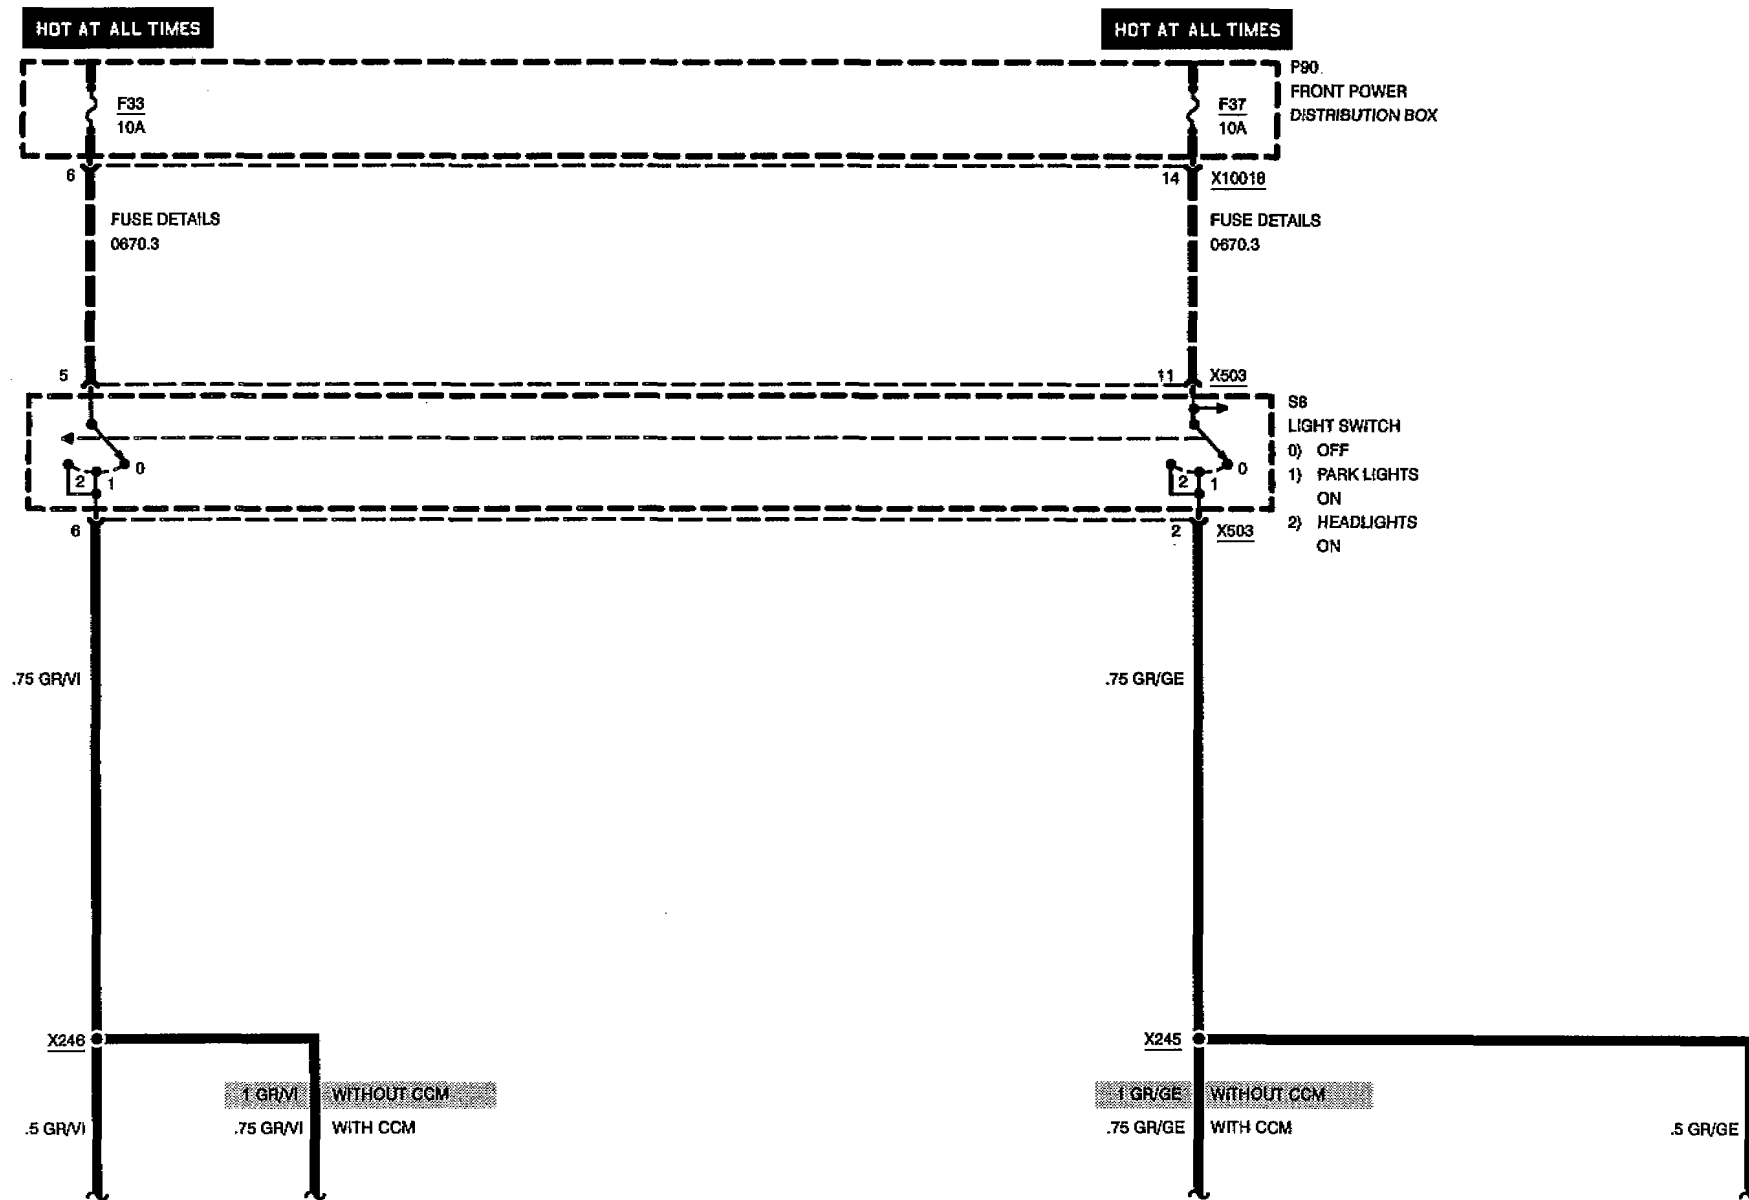 HOT AT ALL TIMES
HOT AT ALL TIMES
P90
FRONT POWER
DISTRIBUTION BOX
F33
10A
F37
10A
6
14
X10018
FUSE DETAILS
0670.3
FUSE DETAILS
0670.3
5
11
X503
S8
LIGHT SWITCH
0) OFF
1) PARK LIGHTS
ON
2) HEADLIGHTS
ON
0
2
1
0
2
1
6
2
X503
.75 GR/VI
.75 GR/GE
X246
X245
1 GR/VI
WITHOUT CCM
1 GR/GE
WITHOUT CCM
.5 GR/VI
.75 GR/VI
WITH CCM
.75 GR/GE
WITH CCM
.5 GR/GE